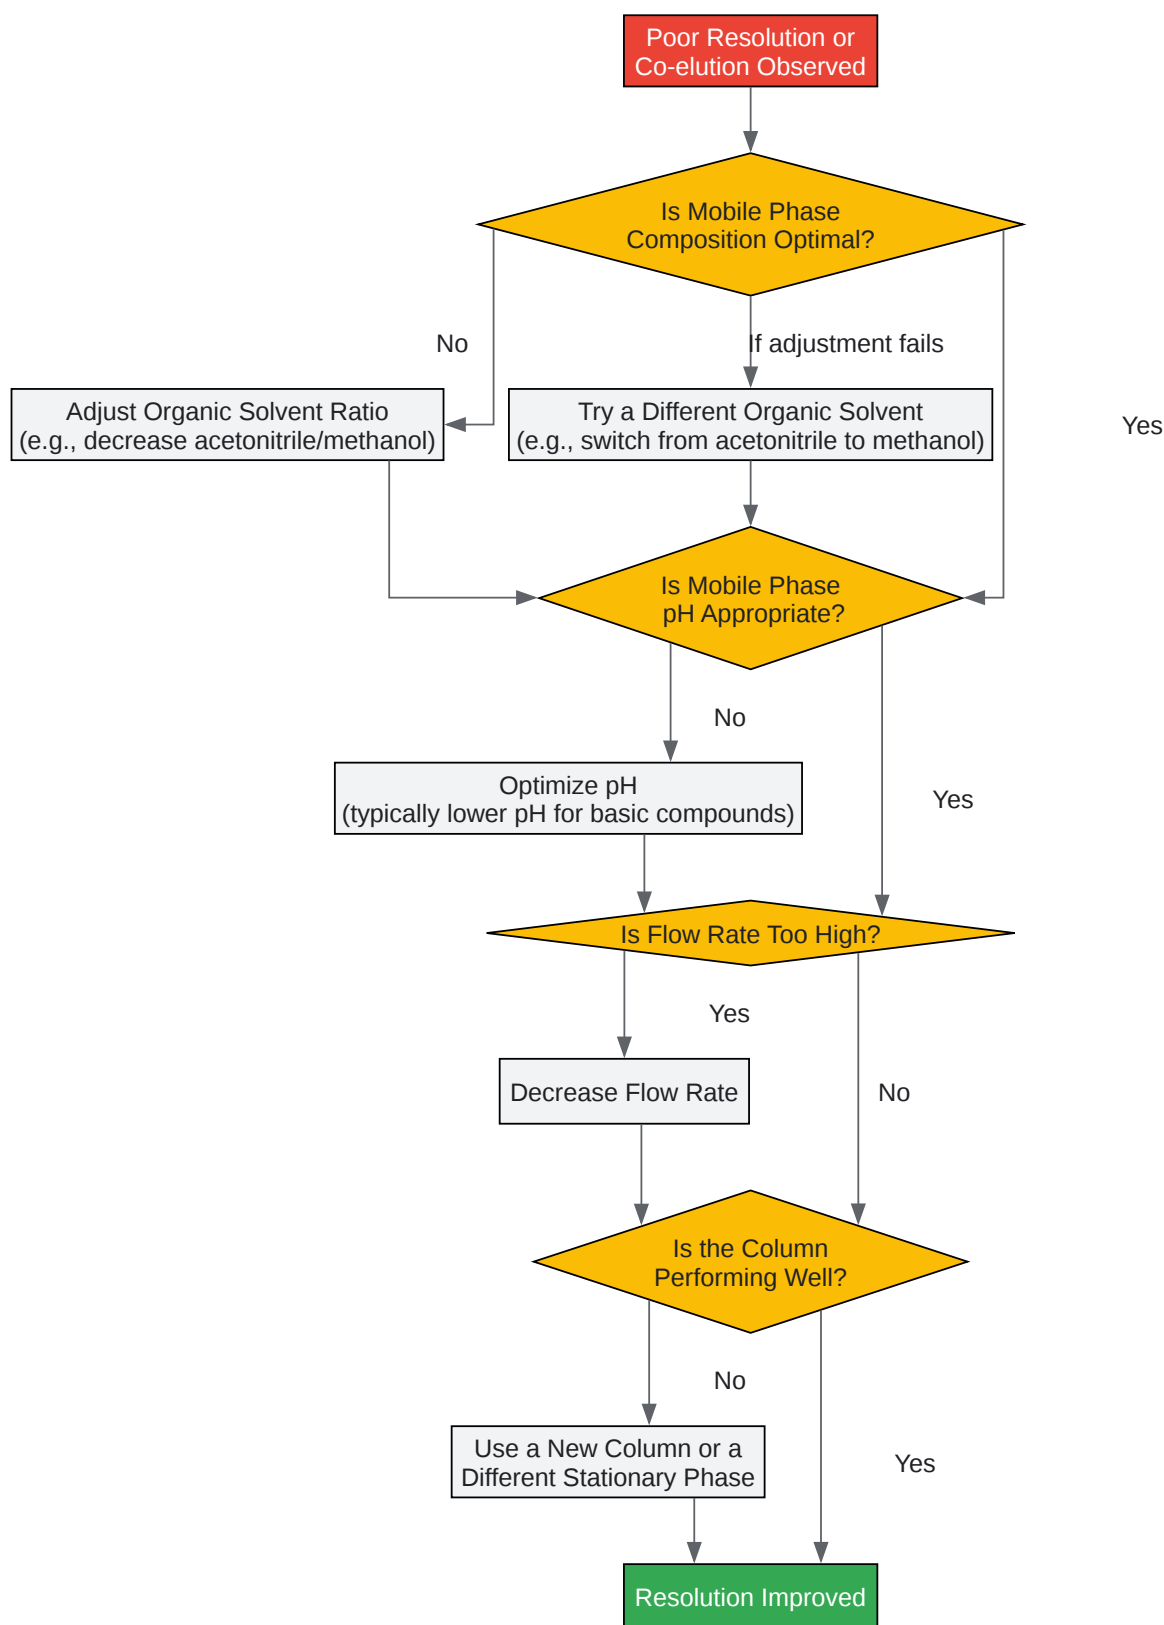 Poor Resolution or
Co-elution Observed
Is Mobile Phase
Composition Optimal?
No
If adjustment fails
Adjust Organic Solvent Ratio
(e.g., decrease acetonitrile/methanol)
Try a Different Organic Solvent
(e.g., switch from acetonitrile to methanol)
Yes
Is Mobile Phase
pH Appropriate?
No
Optimize pH
(typically lower pH for basic compounds)
Yes
Is Flow Rate Too High?
Yes
Decrease Flow Rate
No
Is the Column
Performing Well?
No
Use a New Column or a
Different Stationary Phase
Yes
Resolution Improved